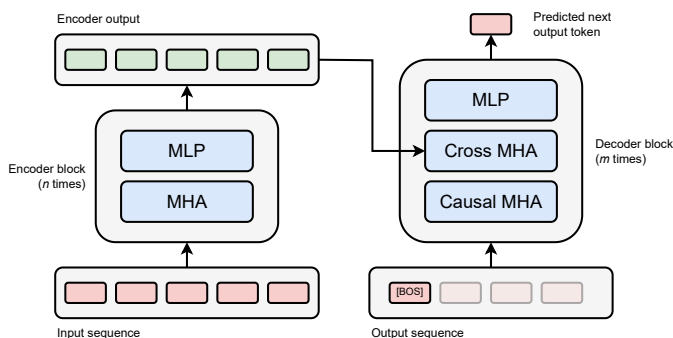 Encoder output
Predicted next
output token
MLP
MLP
Encoder block
(n times)
Cross MHA
Decoder block
(m times)
MHA
Causal MHA
[BOS]
Input sequence
Output sequence